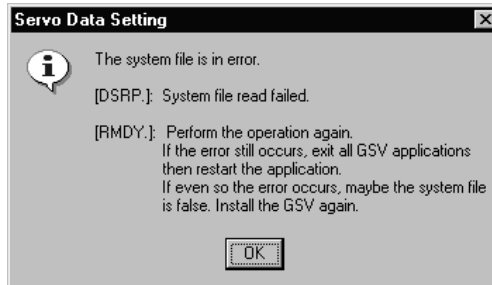 Servo Data Setting
The system file is in error.
[DSRP.]: System file read failed.
[RMDY.]: Perform the operation again.
If the error still occurs, exit all GSV applications
then restart the application.
If even so the error occurs, maybe the system file
is false. Install the GSV again.
OK